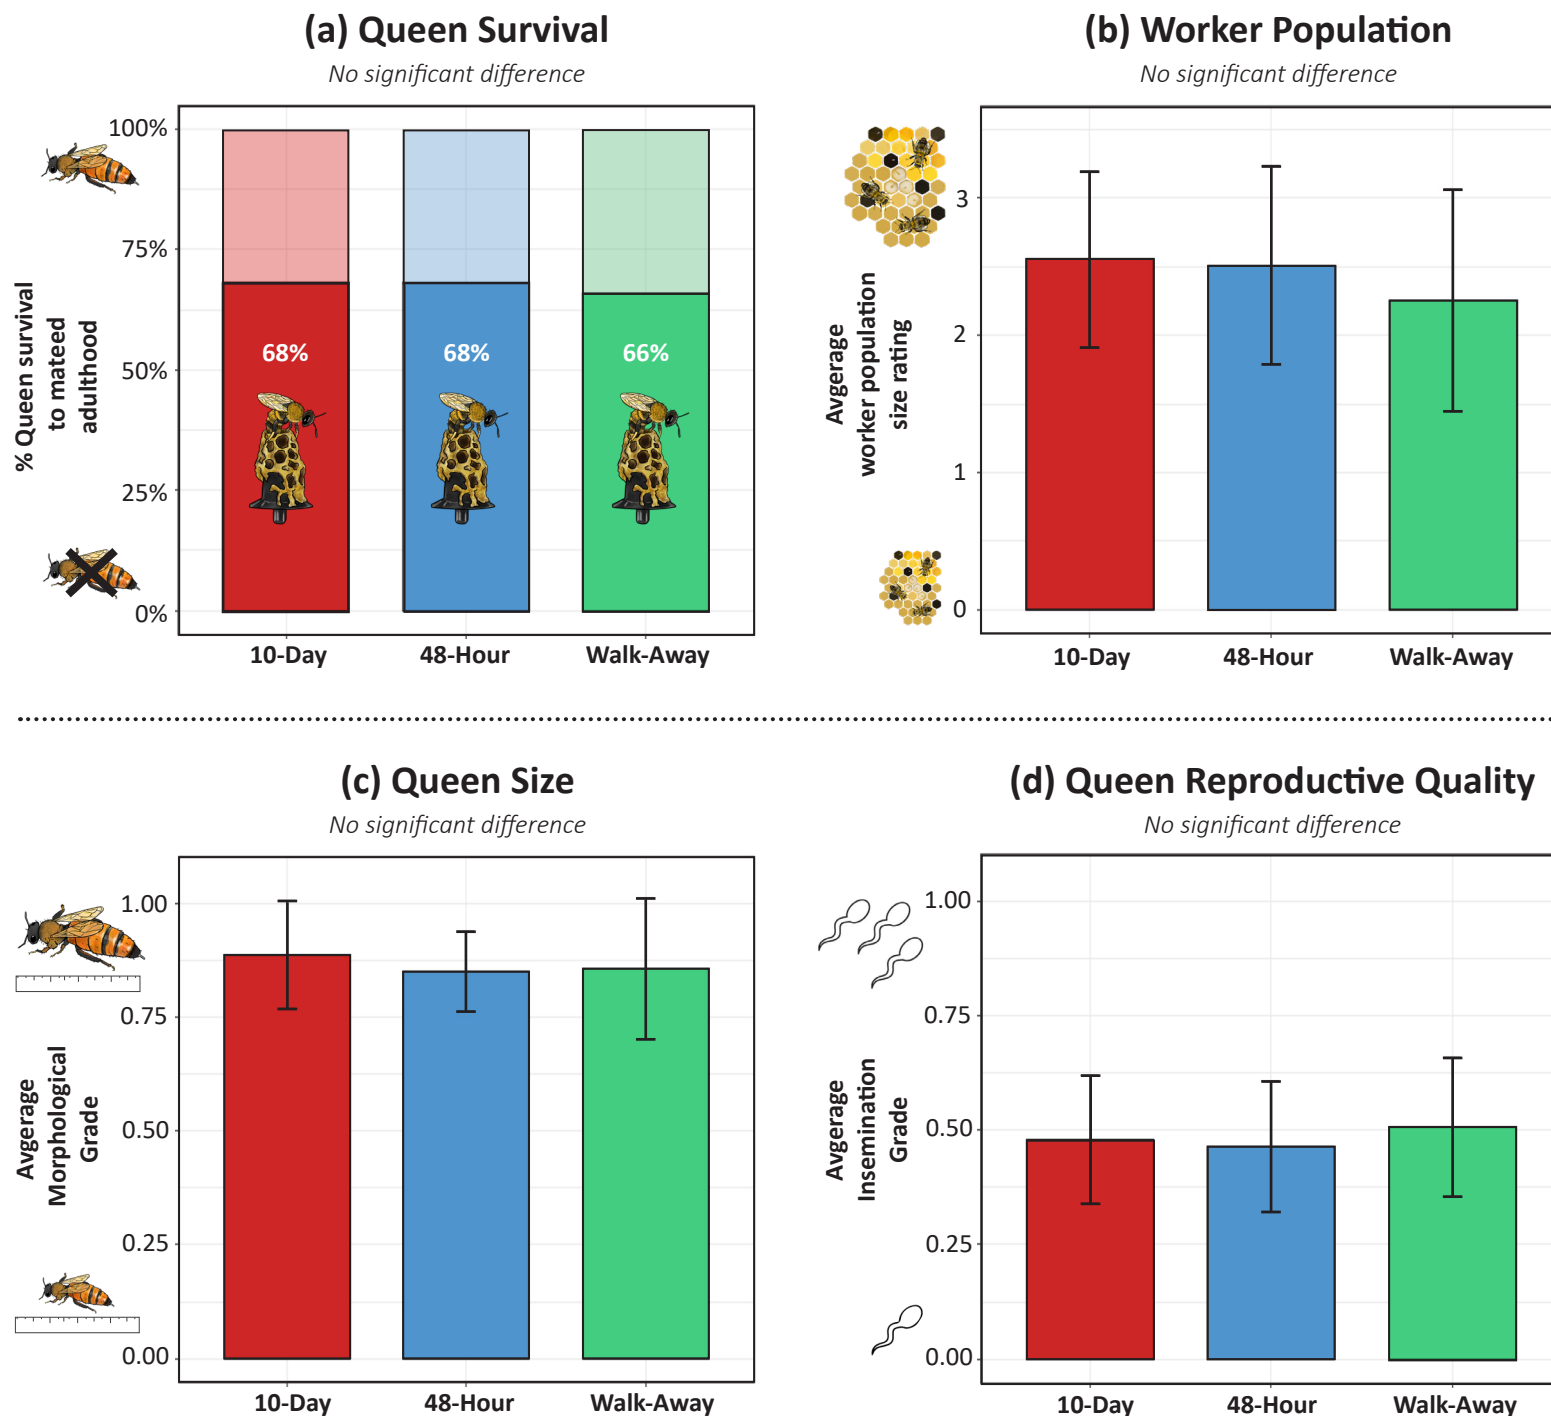 (a) Queen Survival
No significant difference
100%
75%
50%
25%
0%
% Queen survival
to mateed
adulthood
68%
68%
66%
10-Day
48-Hour
Walk-Away
(b) Worker Population
No significant difference
3
2
1
0
Avgerage
worker population
size rating
10-Day
48-Hour
Walk-Away
(c) Queen Size
No significant difference
1.00
0.75
0.50
0.25
0.00
Avgerage
Morphological
Grade
10-Day
48-Hour
Walk-Away
(d) Queen Reproductive Quality
No significant difference
1.00
0.75
0.50
0.25
0.00
Avgerage
Insemination
Grade
10-Day
48-Hour
Walk-Away